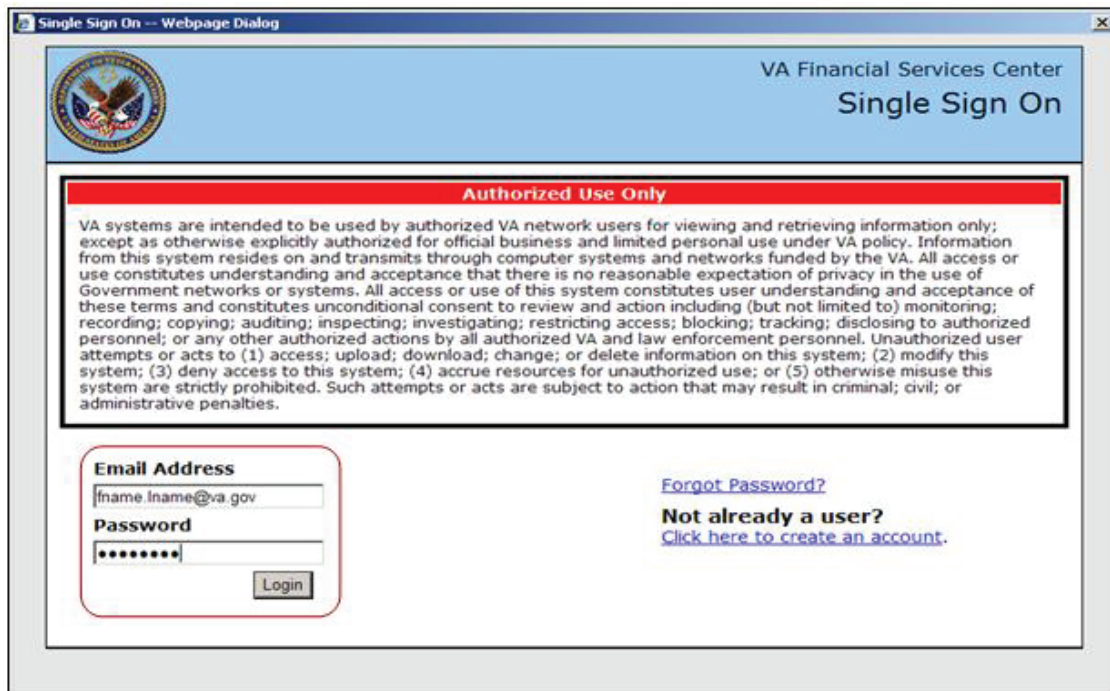 Single Sign On -- Webpage Dialog
VA Financial Services Center
Single Sign On
Authorized Use Only
VA systems are intended to be used by authorized VA network users for viewing and retrieving information only;
except as otherwise explicitly authorized for official business and limited personal use under VA policy. Information
from this system resides on and transmits through computer systems and networks funded by the VA. All access or
use constitutes understanding and acceptance that there is no reasonable expectation of privacy in the use of
Government networks or systems. All access or use of this system constitutes user understanding and acceptance of
these terms and constitutes unconditional consent to review and action including (but not limited to) monitoring;
recording; copying; auditing; inspecting; investigating; restricting access; blocking; tracking; disclosing to authorized
personnel; or any other authorized actions by all authorized VA and law enforcement personnel. Unauthorized user
attempts or acts to (1) access; upload; download; change; or delete information on this system; (2) modify this
system; (3) deny access to this system; (4) accrue resources for unauthorized use; or (5) otherwise misuse this
system are strictly prohibited. Such attempts or acts are subject to action that may result in criminal; civil; or
administrative penalties.
Email Address
fname.lname@va.gov
Password
••••••••
Login
Forgot Password?
Not already a user?
Click here to create an account.